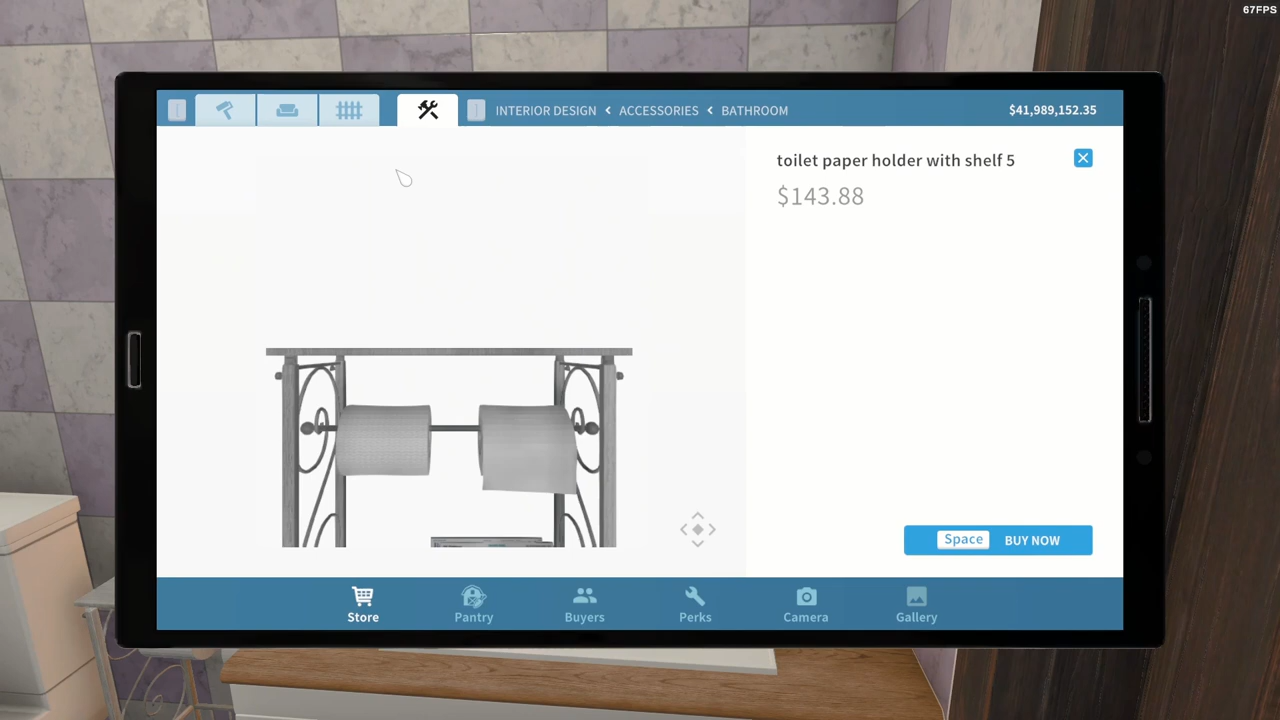 67FPS
INTERIOR DESIGN < ACCESSORIES < BATHROOM
$41,989,152.35
toilet paper holder with shelf 5
$143.88
Space BUY NOW
Store
Pantry
Buyers
Perks
Camera
Gallery